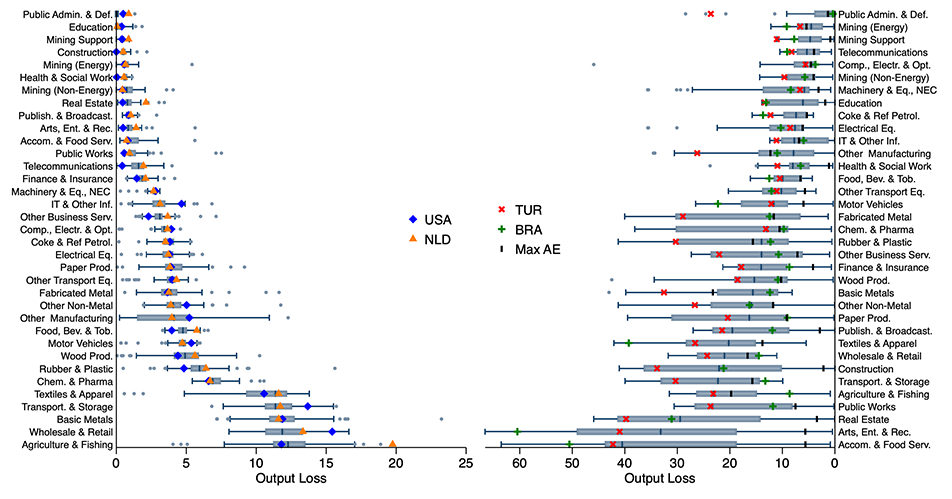 Public Admin. & Def.
Education
Mining Support
Construction
Mining (Energy)
Health & Social Work
Mining (Non-Energy)
Real Estate
Publish. & Broadcast.
Arts, Ent. & Rec.
Accom. & Food Serv.
Public Works
Telecommunications
Finance & Insurance
Machinery & Eq., NEC
IT & Other Inf.
Other Business Serv.
Comp., Electr. & Opt.
Coke & Ref Petrol.
Electrical Eq.
Paper Prod.
Other Transport Eq.
Fabricated Metal
Other Non-Metal
Other Manufacturing
Food, Bev. & Tob.
Motor Vehicles
Wood Prod.
Rubber & Plastic
Chem. & Pharma
Textiles & Apparel
Transport. & Storage
Basic Metals
Wholesale & Retail
Agriculture & Fishing
0 5 10 15 20 25
Output Loss
USA
NLD
TUR
BRA
Max AE
Public Admin. & Def.
Mining (Energy)
Mining Support
Telecommunications
Comp., Electr. & Opt.
Mining (Non-Energy)
Machinery & Eq., NEC
Education
Coke & Ref Petrol.
Electrical Eq.
IT & Other Inf.
Other Manufacturing
Health & Social Work
Food, Bev. & Tob.
Other Transport Eq.
Motor Vehicles
Fabricated Metal
Chem. & Pharma
Rubber & Plastic
Other Business Serv.
Finance & Insurance
Wood Prod.
Basic Metals
Other Non-Metal
Paper Prod.
Publish. & Broadcast.
Textiles & Apparel
Wholesale & Retail
Construction
Transport. & Storage
Agriculture & Fishing
Public Works
Real Estate
Arts, Ent. & Rec.
Accom. & Food Serv.
60 50 40 30 20 10 0
Output Loss